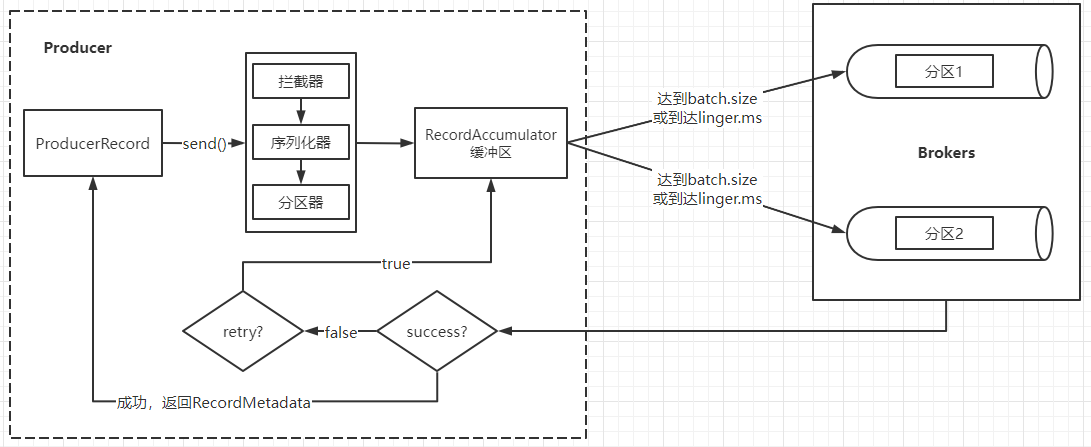 Producer
ProducerRecord
send()
拦截器
序列化器
分区器
RecordAccumulator
缓冲区
达到batch.size
或到达linger.ms
达到batch.size
或到达linger.ms
分区1
Brokers
分区2
true
retry?
false
success?
成功，返回RecordMetadata